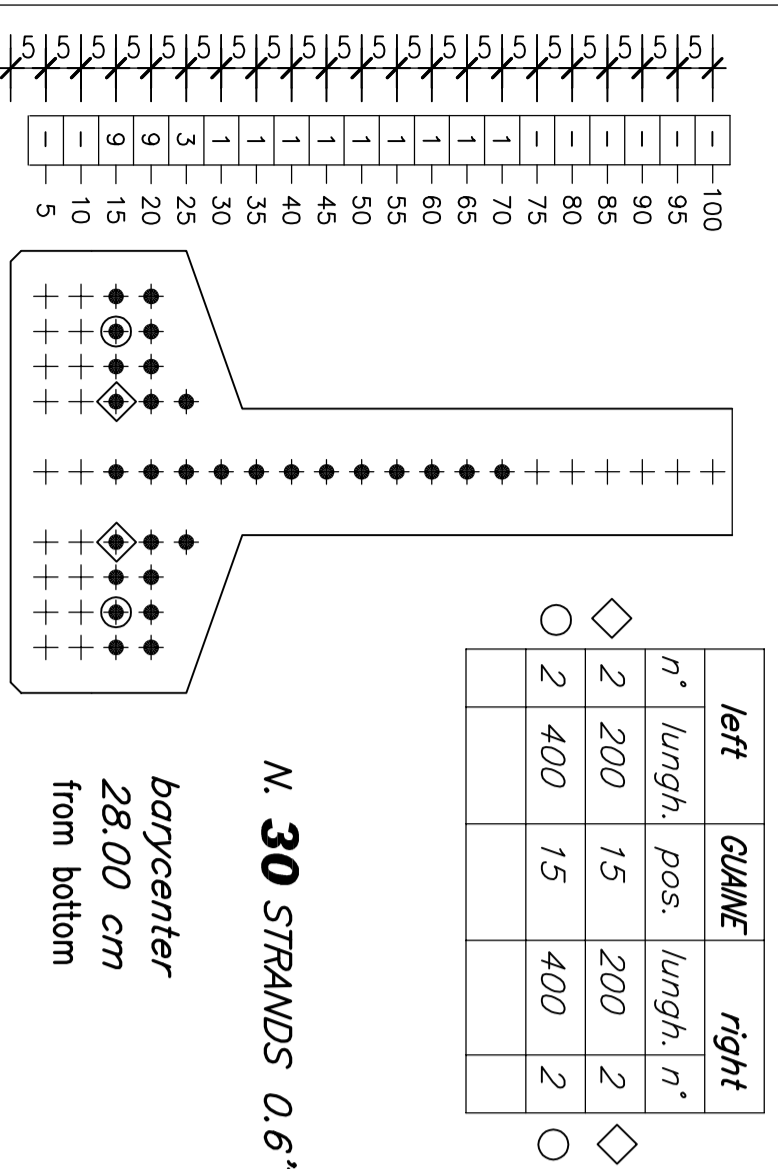 left GUAINE right
n° lungh. pos. lungh. n°
2 200 15 200 2
2 400 15 400 2
N. 30 STRANDS 0.6"
barycenter
28.00 cm
from bottom
5 - 100
5 - 95
5 - 90
5 - 85
5 - 80
5 - 75
5 1 70
5 1 65
5 1 60
5 1 55
5 1 50
5 1 45
5 1 40
5 1 35
5 1 30
5 3 25
5 9 20
5 9 15
5 - 10
5 - 5